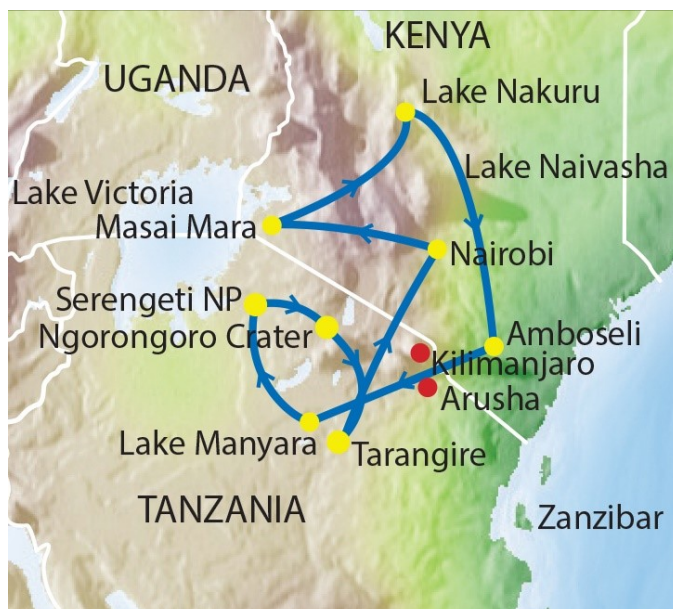 KENYA
UGANDA
Lake Nakuru
Lake Naivasha
Lake Victoria
Masai Mara
Nairobi
Serengeti NP
Ngorongoro Crater
Amboseli
Kilimanjaro
Arusha
Lake Manyara
Tarangire
TANZANIA
Zanzibar